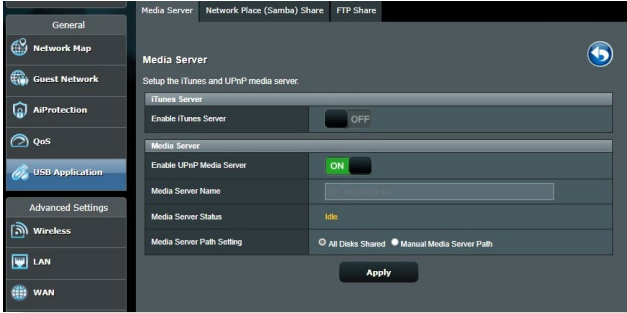 General
Network Map
Guest Network
AiProtection
QoS
USB Application
Advanced Settings
Wireless
LAN
WAN
Media Server Network Place (Samba) Share FTP Share
Media Server
Setup the iTunes and UPnP media server.
iTunes Server
Enable iTunes Server OFF
Media Server
Enable UPnP Media Server ON
Media Server Name
Media Server Status Idle
Media Server Path Setting All Disks Shared Manual Media Server Path
Apply